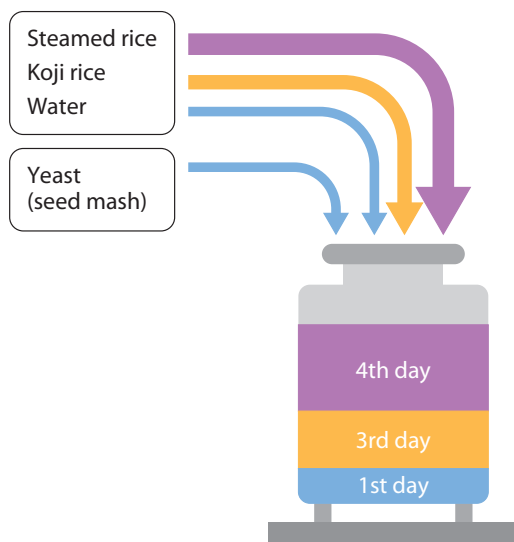 Steamed rice
Koji rice
Water
Yeast
(seed mash)
4th day
3rd day
1st day